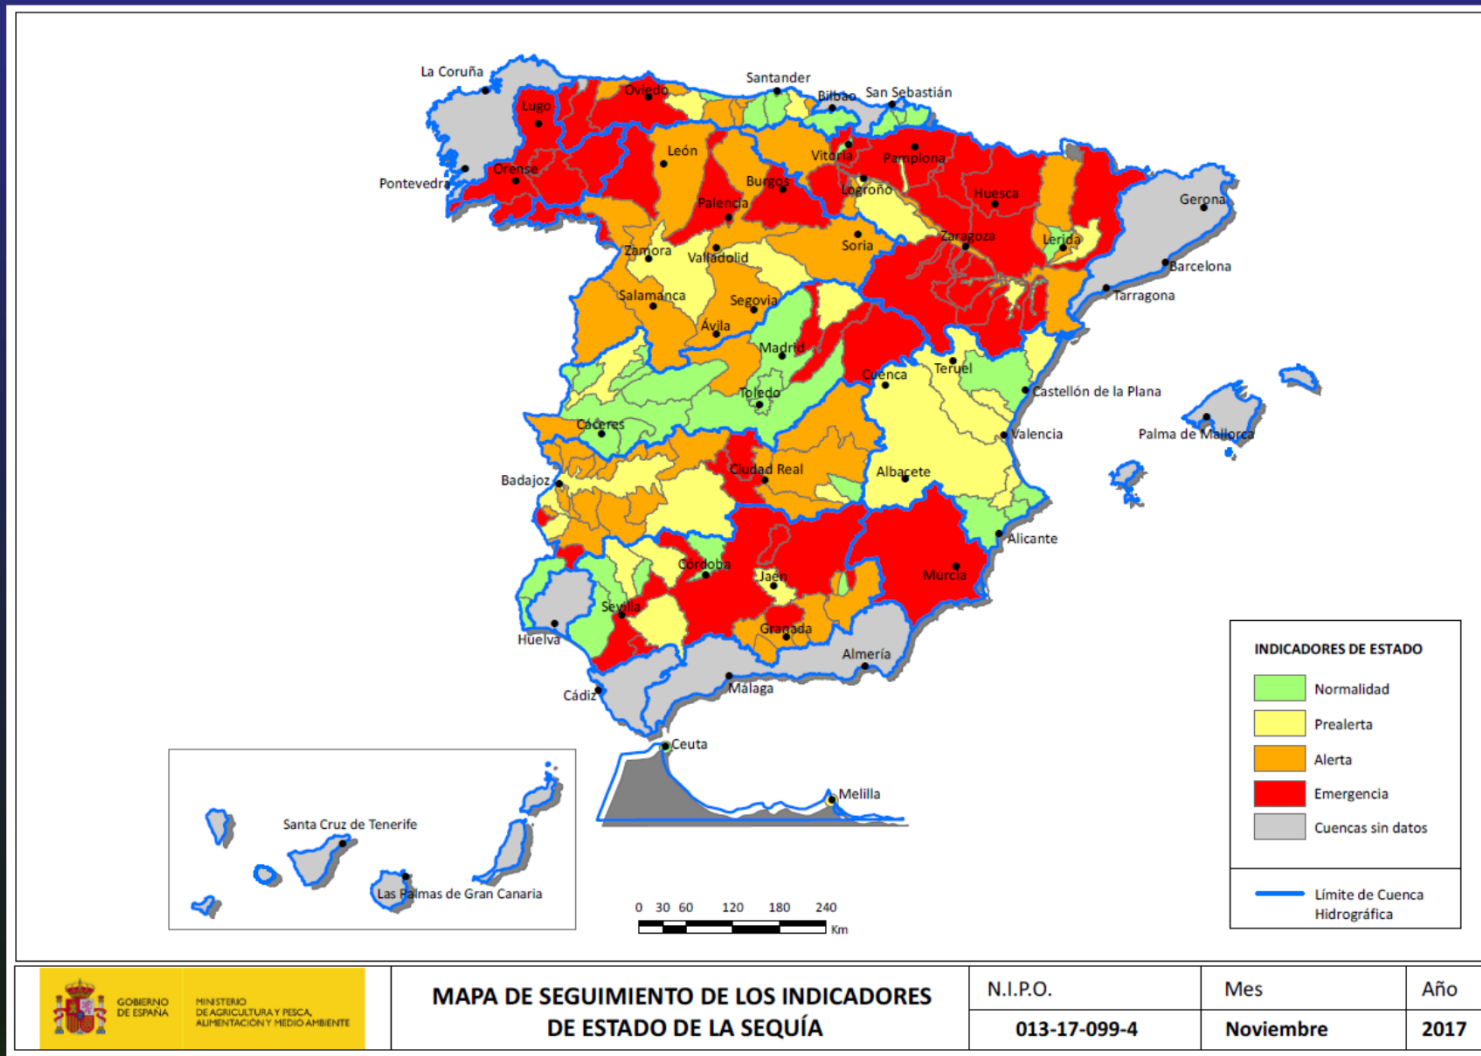 La Coruña
Lugo
Oviedo
Santander
Bilbao
San Sebastián
Pontevedra
Orense
León
Burgos
Palencia
Vitoria
Pamplona
Logroño
Huesca
Gerona
Zaragoza
Lerida
Barcelona
Tarragona
Zamora
Valladolid
Soria
Salamanca
Segovia
Ávila
Madrid
Toledo
Cuenca
Teruel
Castellón de la Plana
Cáceres
Valencia
Palma de Mallorca
Badajoz
Ciudad Real
Albacete
Alicante
Córdoba
Jaén
Murcia
Sevilla
Huelva
Granada
Almería
Cádiz
Málaga
Ceuta
Melilla
Santa Cruz de Tenerife
Las Palmas de Gran Canaria
0 30 60 120 180 240
Km
INDICADORES DE ESTADO
Normalidad
Prealerta
Alerta
Emergencia
Cuencas sin datos
Límite de Cuenca
Hidrográfica
GOBIERNO
DE ESPAÑA
MINISTERIO
DE AGRICULTURA Y PESCA,
ALIMENTACIÓN Y MEDIO AMBIENTE
MAPA DE SEGUIMIENTO DE LOS INDICADORES
DE ESTADO DE LA SEQUÍA
N.I.P.O.
013-17-099-4
Mes
Noviembre
Año
2017